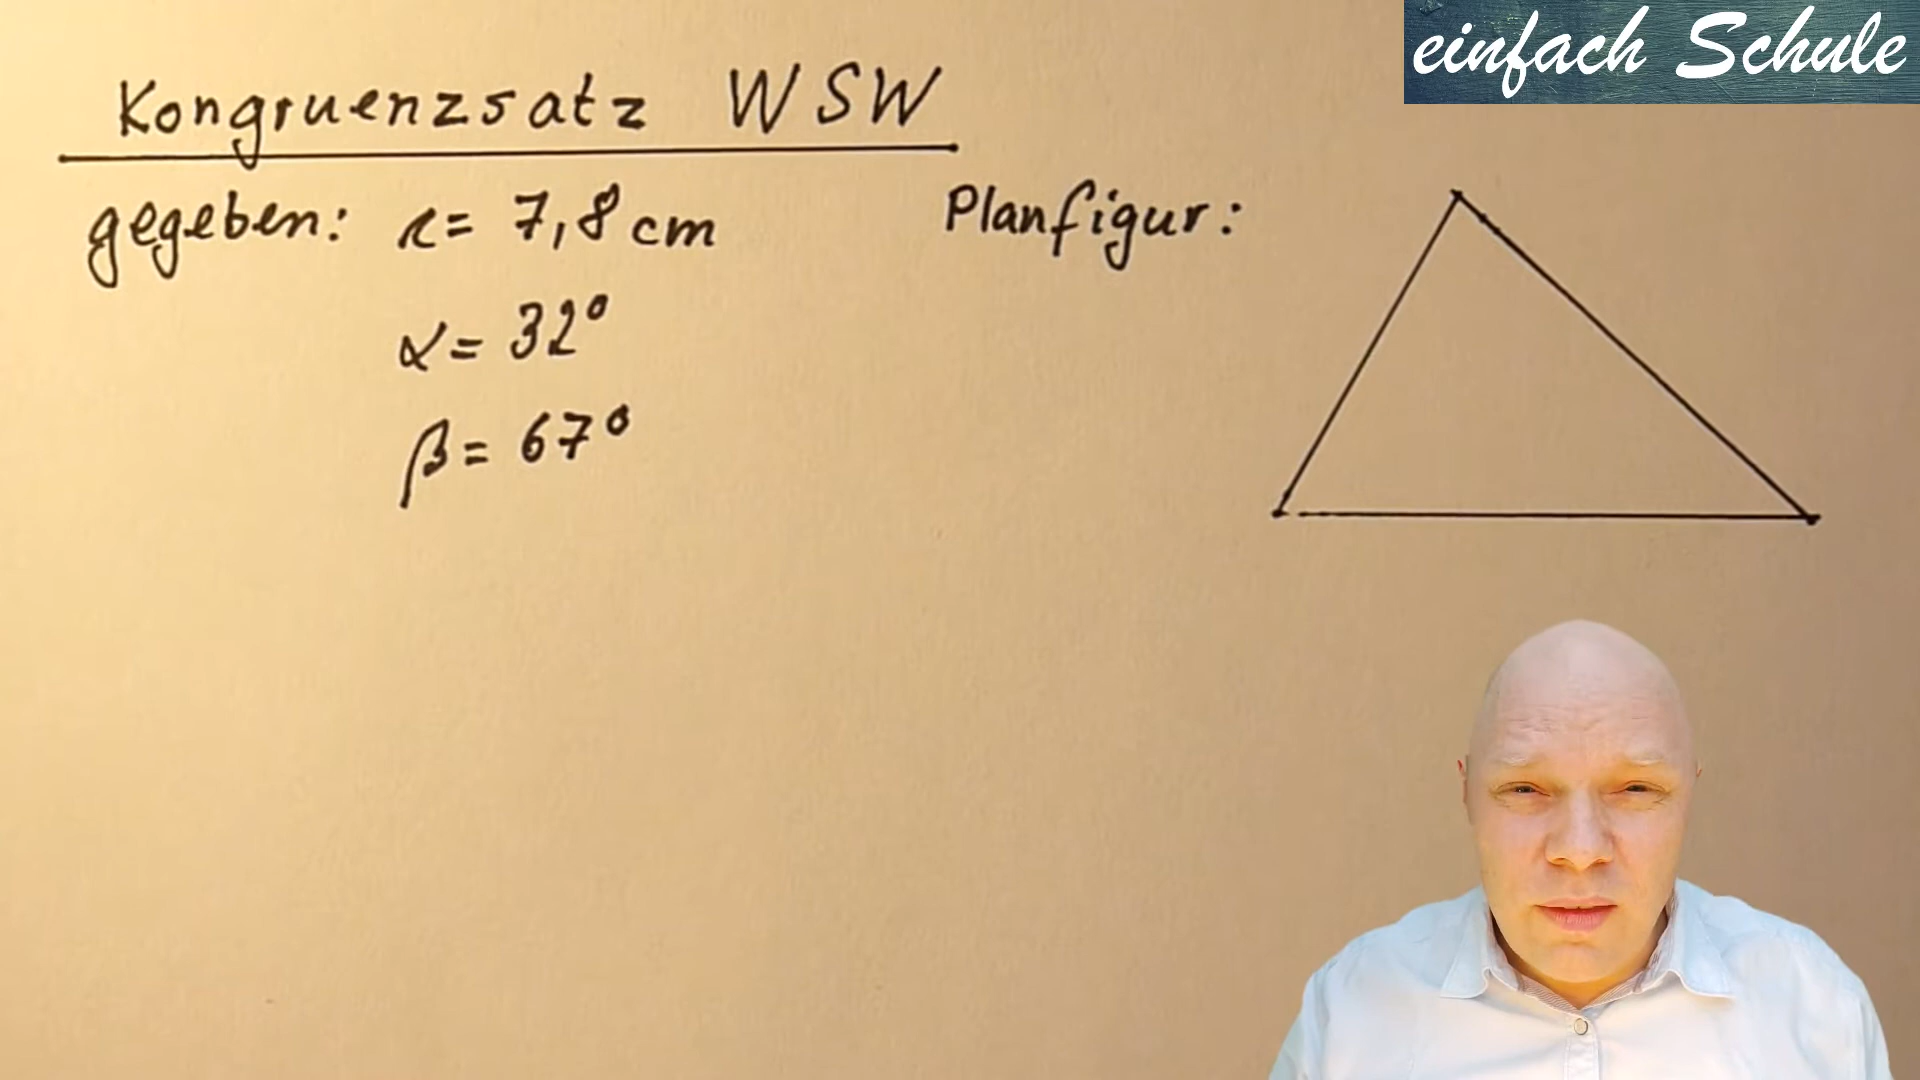 einfach Schule
Kongruenzsatz WSW
gegeben: c = 7,8 cm
Planfigur:
α = 32°
β = 67°